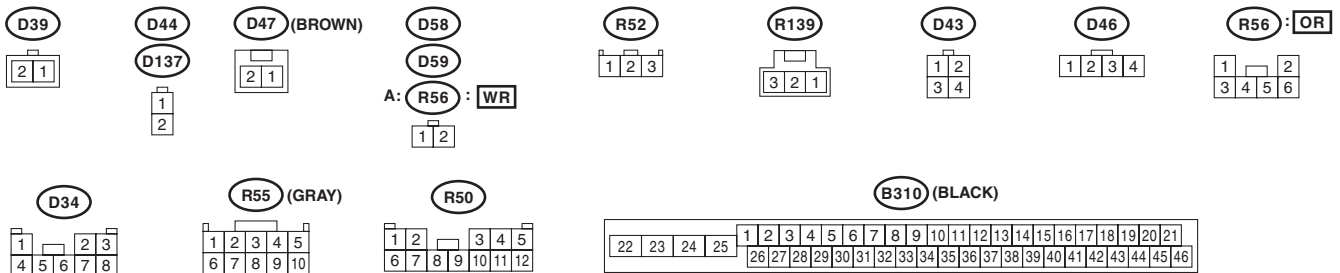 D39 D44 D47 (BROWN) D58 R52 R139 D43 D46 R56 : OR
D137 D59
A: R56 : WR
2 1
1
2
2 1
1 2
1 2 3
3 2 1
1 2
3 4
1 2 3 4
1 2
3 4 5 6
D34 R55 (GRAY) R50 B310 (BLACK)
1 2 3
4 5 6 7 8
1 2 3 4 5
6 7 8 9 10
1 2 3 4 5
6 7 8 9 10 11 12
22 23 24 25
1 2 3 4 5 6 7 8 9 10 11 12 13 14 15 16 17 18 19 20 21
26 27 28 29 30 31 32 33 34 35 36 37 38 39 40 41 42 43 44 45 46